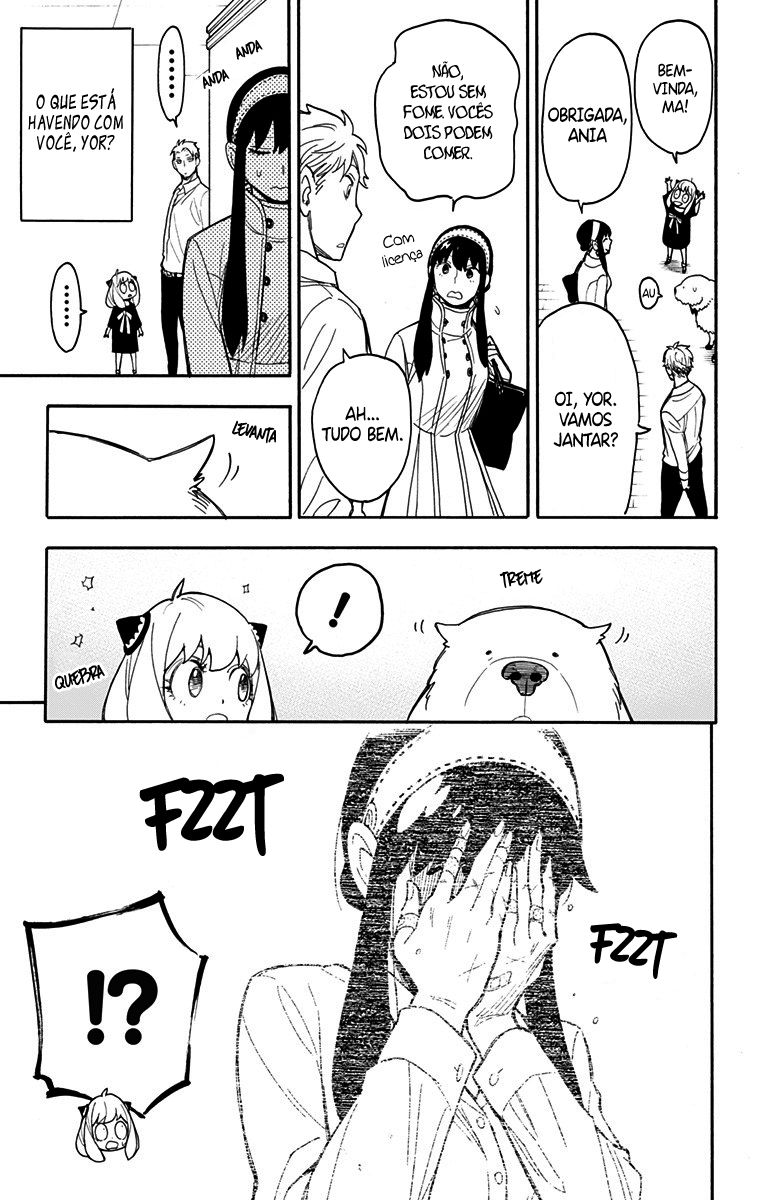 BEM-
VINDA,
MA!
OBRIGADA,
ANIA
AU
OI, YOR.
VAMOS
JANTAR?
NÃO,
ESTOU SEM
FOME. VOCÊS
DOIS PODEM
COMER.
Com
licença
AH...
TUDO BEM.
ANDA
ANDA
......
O QUE ESTÁ
HAVENDO COM
VOCÊ, YOR?
......
LEVANTA
TREME
!
QUEBRA
FZZT
FZZT
!?